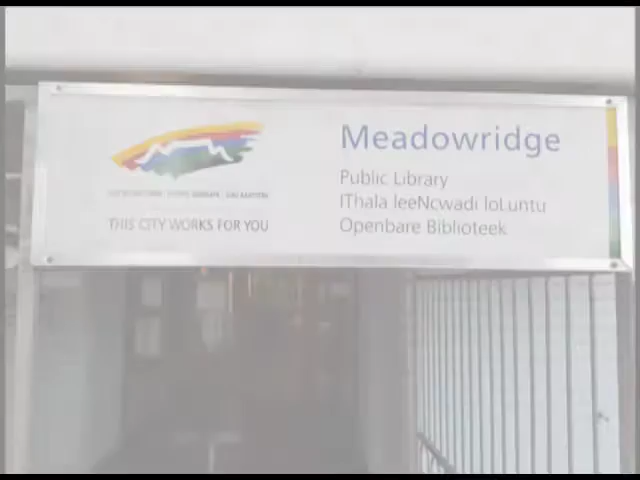 THIS CITY WORKS FOR YOU
Meadowridge
Public Library
IThala leeNcwadi loLuntu
Openbare Biblioteek